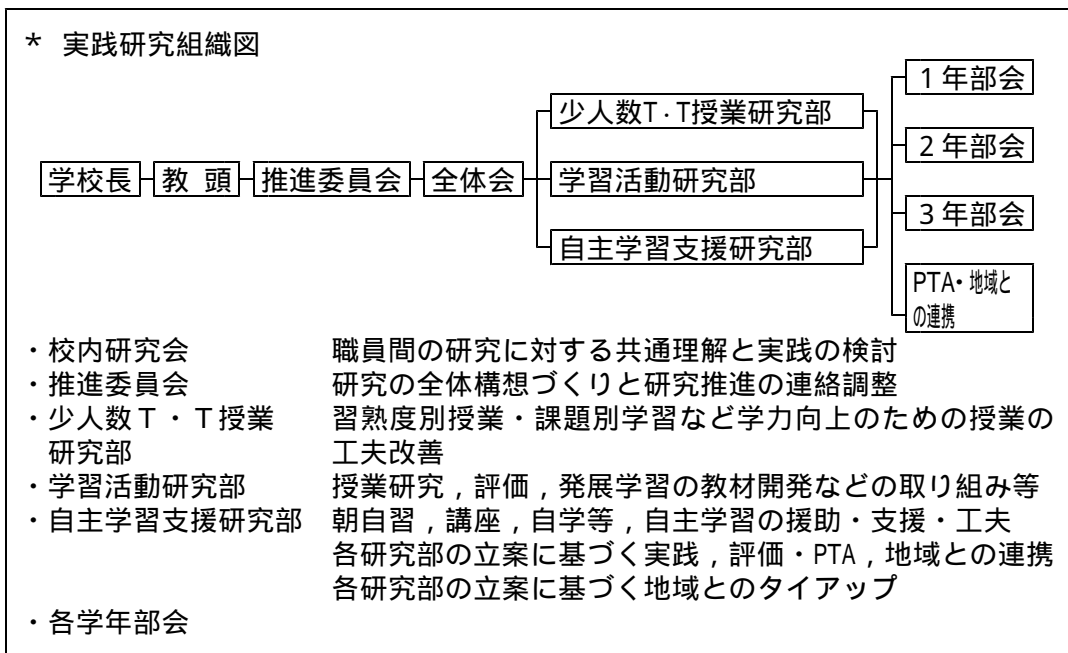 * 実践研究組織図
1年部会
少人数T・T授業研究部
2年部会
学校長 教 頭 推進委員会 全体会 学習活動研究部
3年部会
自主学習支援研究部
PTA・地域と
の連携
・校内研究会 職員間の研究に対する共通理解と実践の検討
・推進委員会 研究の全体構想づくりと研究推進の連絡調整
・少人数T・T授業 習熟度別授業・課題別学習など学力向上のための授業の
研究部 工夫改善
・学習活動研究部 授業研究,評価,発展学習の教材開発などの取り組み等
・自主学習支援研究部 朝自習,講座,自学等,自主学習の援助・支援・工夫
各研究部の立案に基づく実践,評価・PTA,地域との連携
各研究部の立案に基づく地域とのタイアップ
・各学年部会